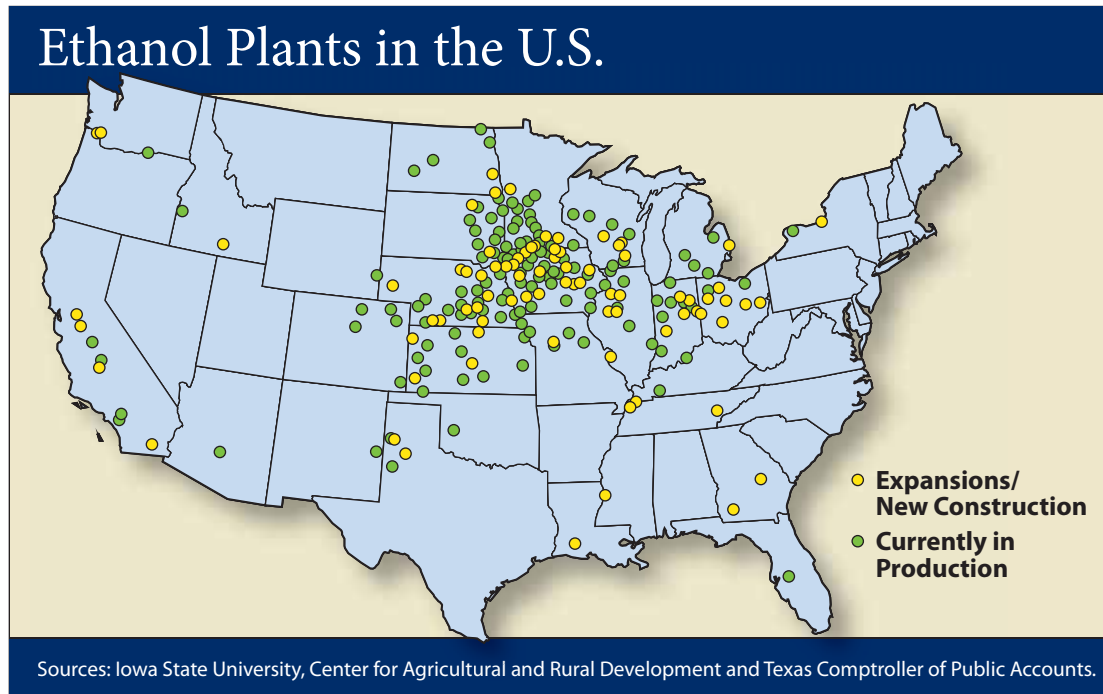 Ethanol Plants in the U.S.
Expansions/
New Construction
Currently in
Production
Sources: Iowa State University, Center for Agricultural and Rural Development and Texas Comptroller of Public Accounts.